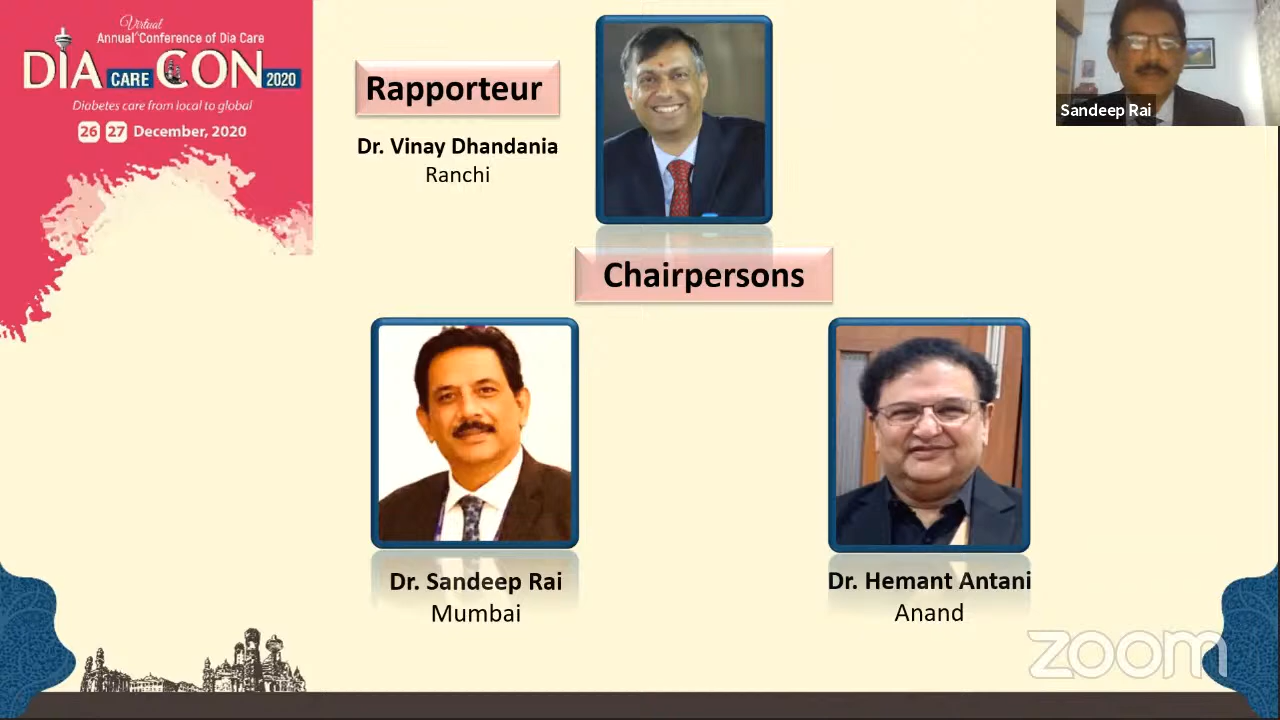 Virtual
Annual Conference of Dia Care
DIA CARE CON 2020
Diabetes care from local to global
26 27 December, 2020
Rapporteur
Dr. Vinay Dhandania
Ranchi
Sandeep Rai
Chairpersons
Dr. Sandeep Rai
Mumbai
Dr. Hemant Antani
Anand
zoom